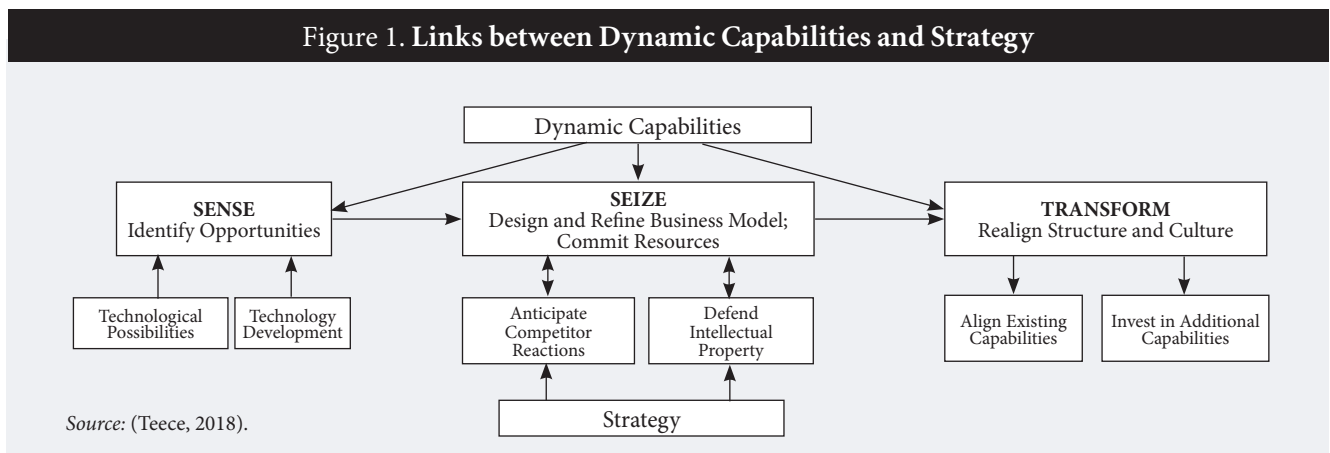 Figure 1. Links between Dynamic Capabilities and Strategy
Dynamic Capabilities
SENSE
Identify Opportunities
SEIZE
Design and Refine Business Model;
Commit Resources
TRANSFORM
Realign Structure and Culture
Technological
Possibilities
Technology
Development
Anticipate
Competitor
Reactions
Defend
Intellectual
Property
Align Existing
Capabilities
Invest in Additional
Capabilities
Strategy
Source: (Teece, 2018).